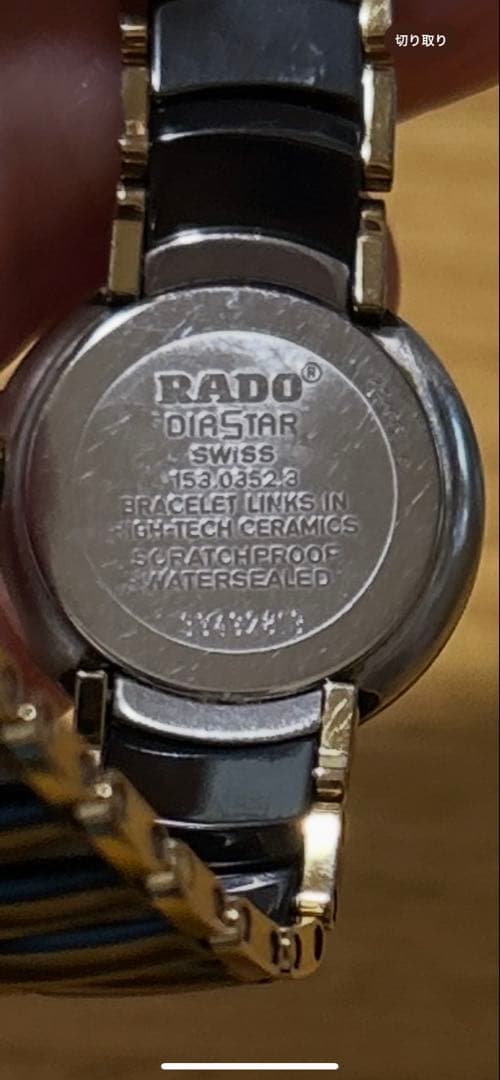 切り取り
RADO®
DIASTAR
SWISS
153.0352.3
BRACELET LINKS IN
HIGH-TECH CERAMICS
SCRATCHPROOF
WATERSEALED